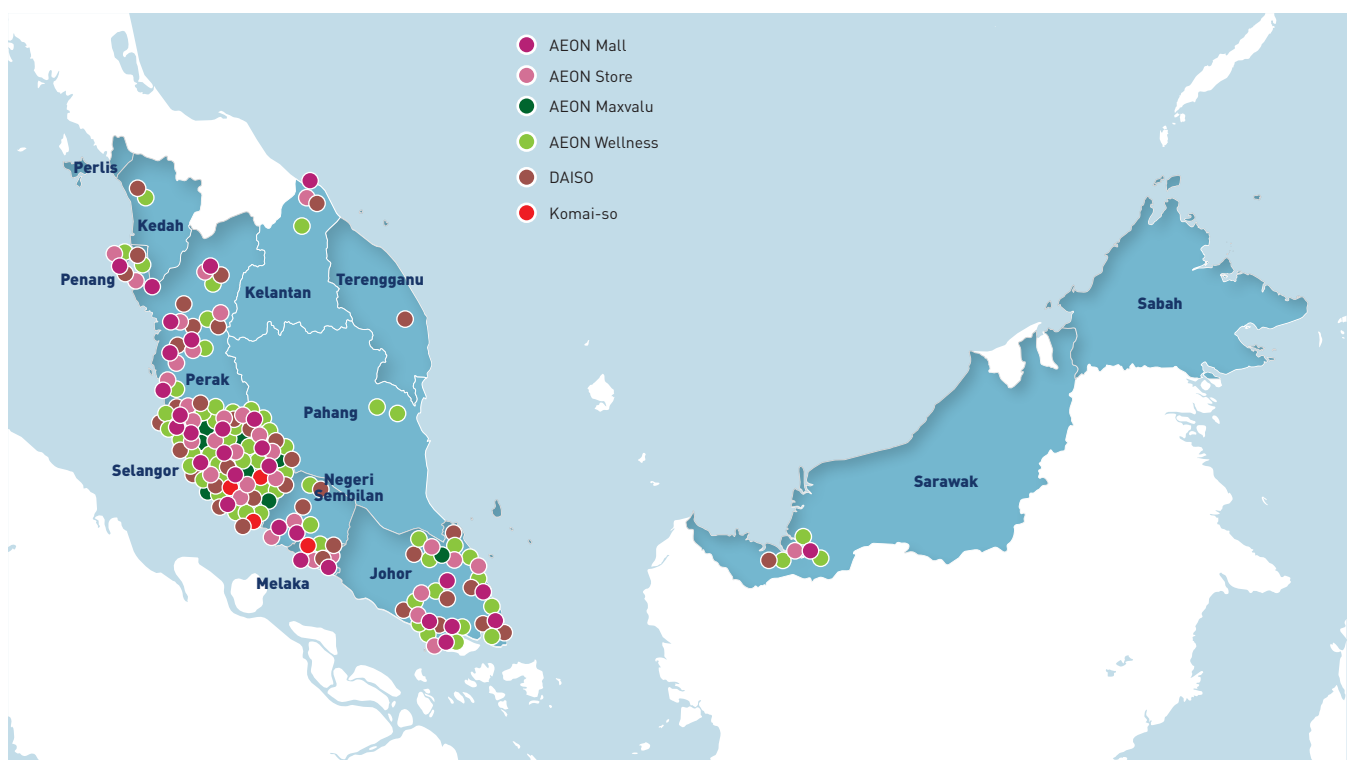 AEON Mall
AEON Store
AEON Maxvalu
AEON Wellness
DAISO
Komai-so
Perlis
Kedah
Penang
Kelantan
Terengganu
Perak
Pahang
Selangor
Negeri
Sembilan
Melaka
Johor
Sabah
Sarawak